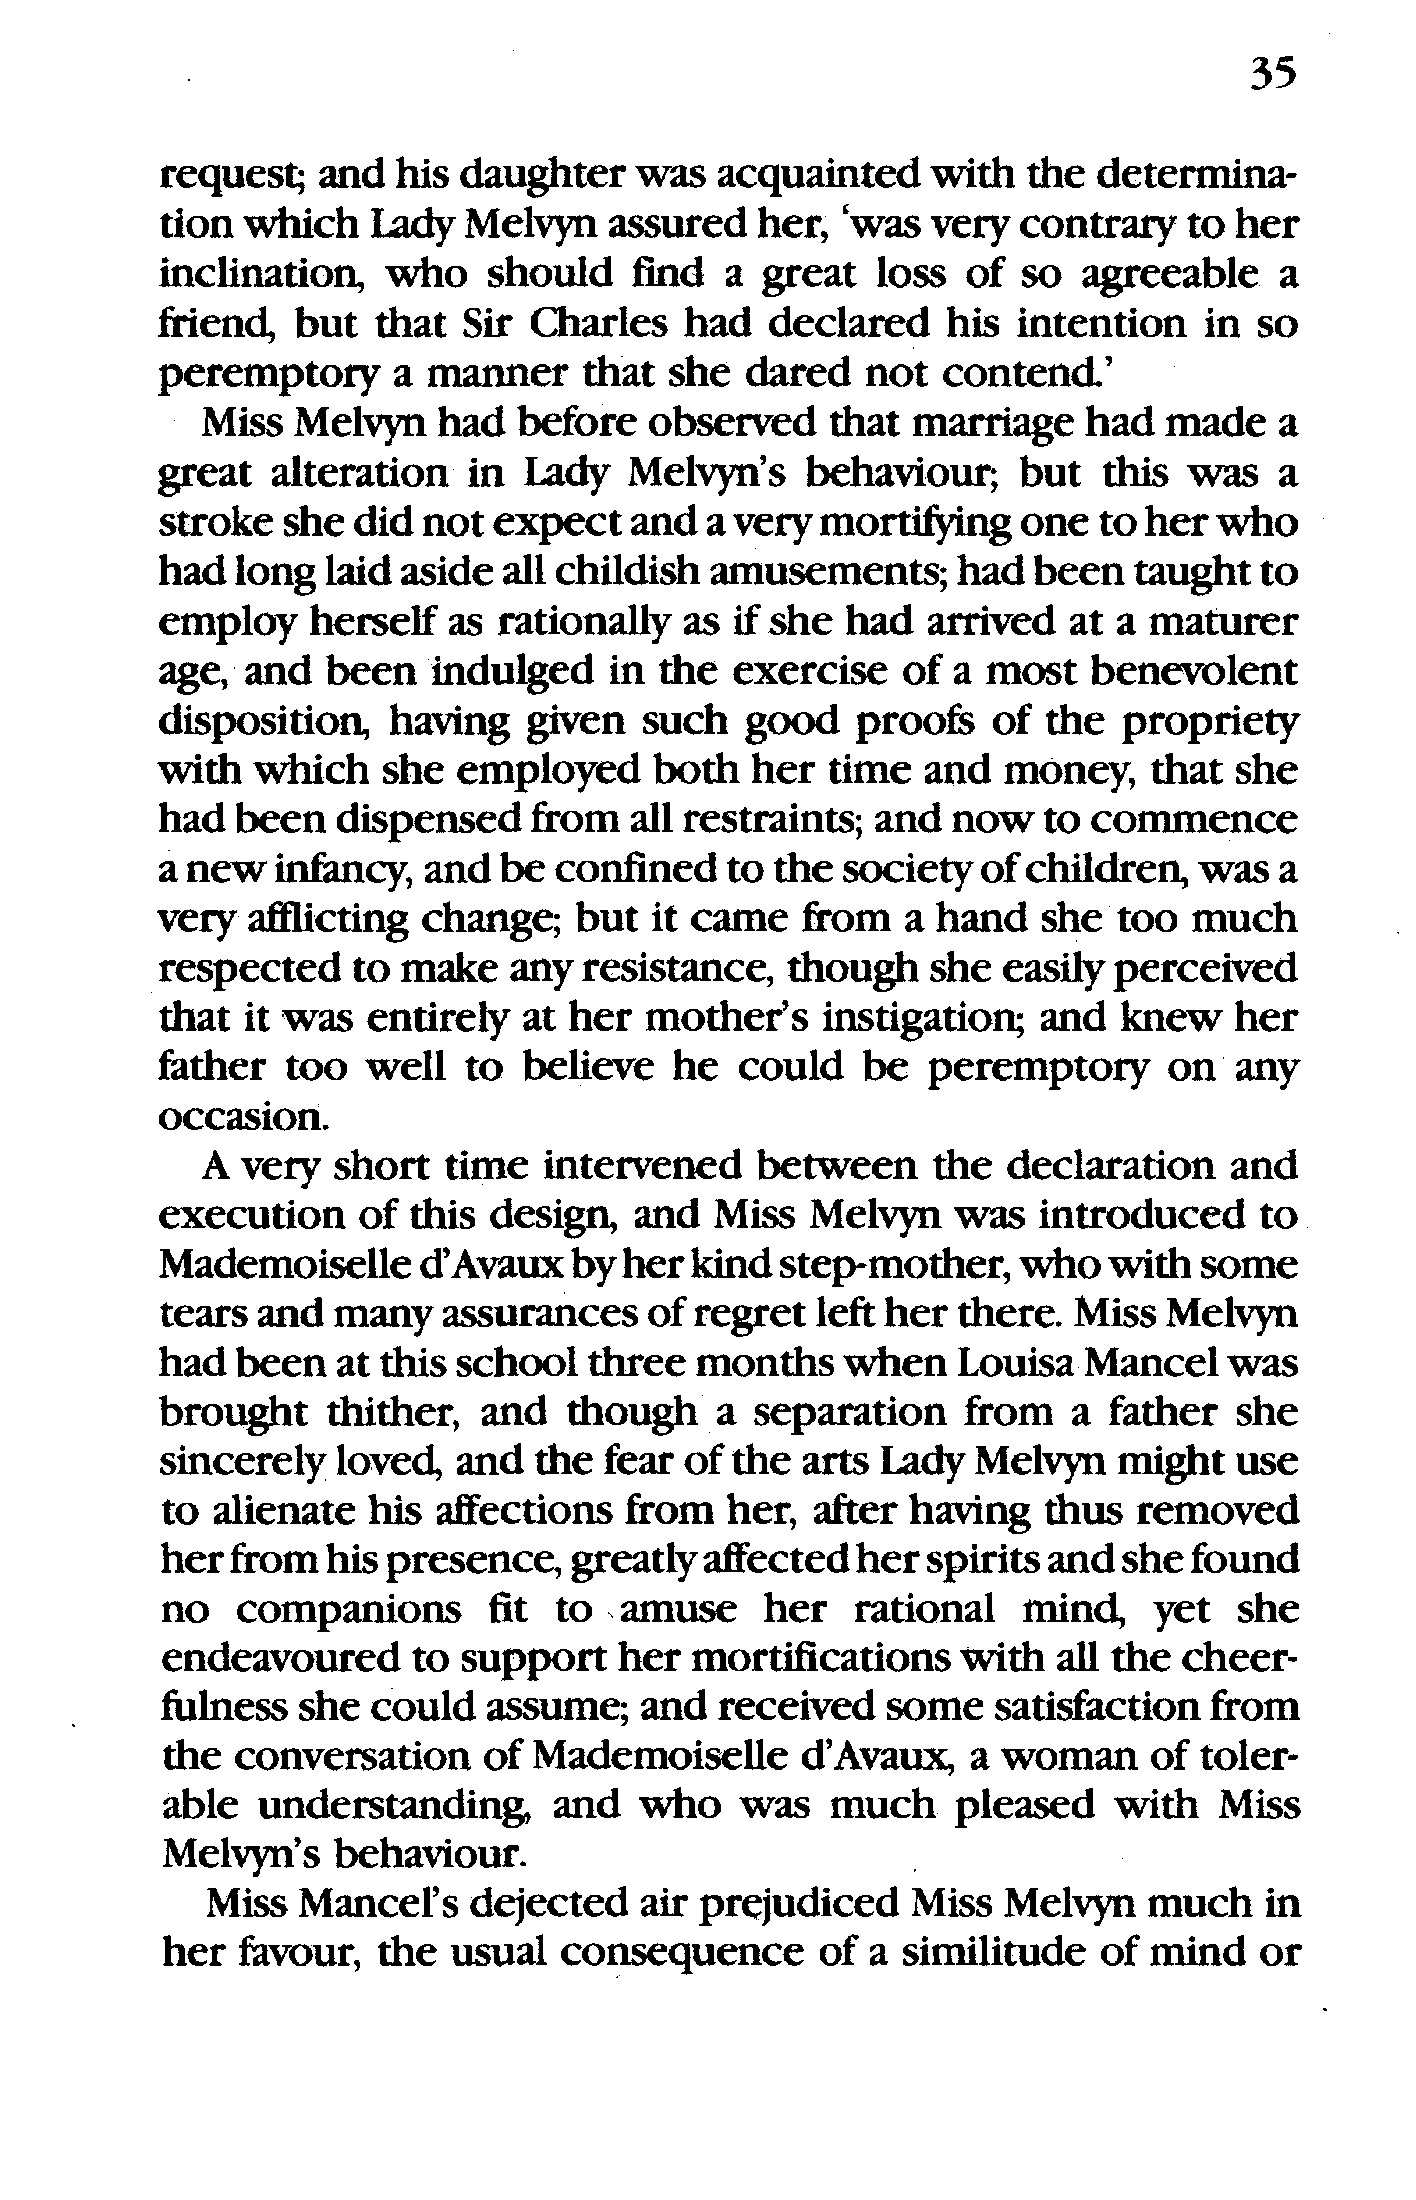 35
request; and his daughter was acquainted with the determina-
tion which Lady Melvyn assured her, ‘was very contrary to her
inclination, who should find a great loss of so agreeable a
friend, but that Sir Charles had declared his intention in so
peremptory a manner that she dared not contend.’
Miss Melvyn had before observed that marriage had made a
great alteration in Lady Melvyn’s behaviour; but this was a
stroke she did not expect and a very mortifying one to her who
had long laid aside all childish amusements; had been taught to
employ herself as rationally as if she had arrived at a maturer
age, and been indulged in the exercise of a most benevolent
disposition, having given such good proofs of the propriety
with which she employed both her time and money, that she
had been dispensed from all restraints; and now to commence
a new infancy, and be confined to the society of children, was a
very afflicting change; but it came from a hand she too much
respected to make any resistance, though she easily perceived
that it was entirely at her mother’s instigation; and knew her
father too well to believe he could be peremptory on any
occasion.
A very short time intervened between the declaration and
execution of this design, and Miss Melvyn was introduced to
Mademoiselle d’Avaux by her kind step-mother, who with some
tears and many assurances of regret left her there. Miss Melvyn
had been at this school three months when Louisa Mancel was
brought thither, and though a separation from a father she
sincerely loved, and the fear of the arts Lady Melvyn might use
to alienate his affections from her, after having thus removed
her from his presence, greatly affected her spirits and she found
no companions fit to amuse her rational mind, yet she
endeavoured to support her mortifications with all the cheer-
fulness she could assume; and received some satisfaction from
the conversation of Mademoiselle d’Avaux, a woman of toler-
able understanding, and who was much pleased with Miss
Melvyn’s behaviour.
Miss Mancel’s dejected air prejudiced Miss Melvyn much in
her favour, the usual consequence of a similitude of mind or